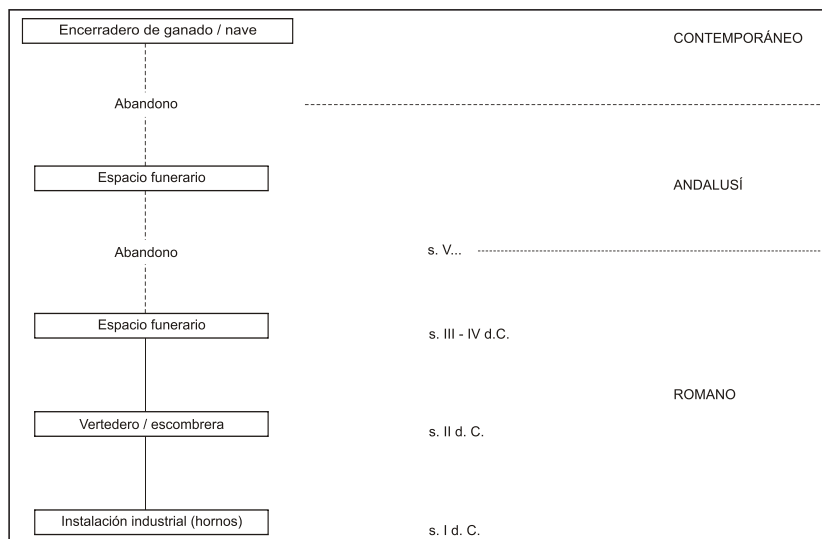 Encerradero de ganado / nave
CONTEMPORÁNEO
Abandono
Espacio funerario
ANDALUSÍ
Abandono
s. V...
Espacio funerario
s. III - IV d.C.
ROMANO
Vertedero / escombrera
s. II d. C.
Instalación industrial (hornos)
s. I d. C.